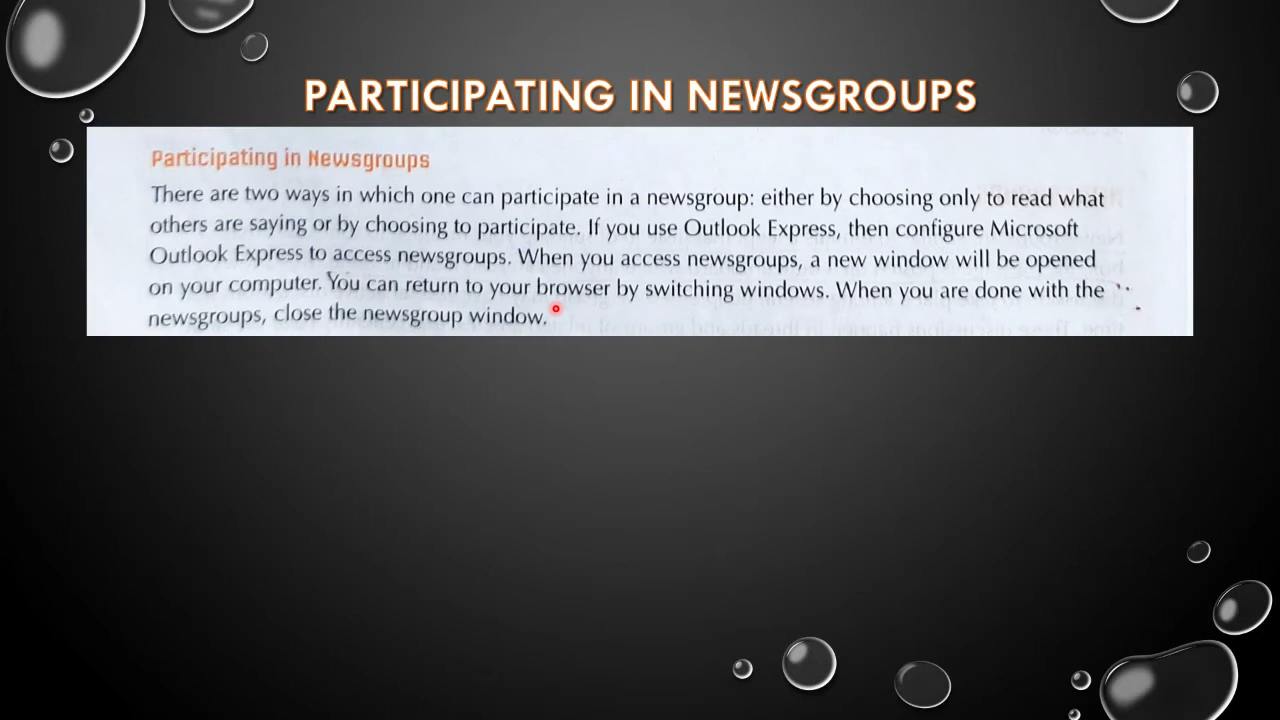 PARTICIPATING IN NEWSGROUPS
Participating in Newsgroups
There are two ways in which one can participate in a newsgroup: either by choosing only to read what
others are saying or by choosing to participate. If you use Outlook Express, then configure Microsoft
Outlook Express to access newsgroups. When you access newsgroups, a new window will be opened
on your computer. You can return to your browser by switching windows. When you are done with the
newsgroups, close the newsgroup window.